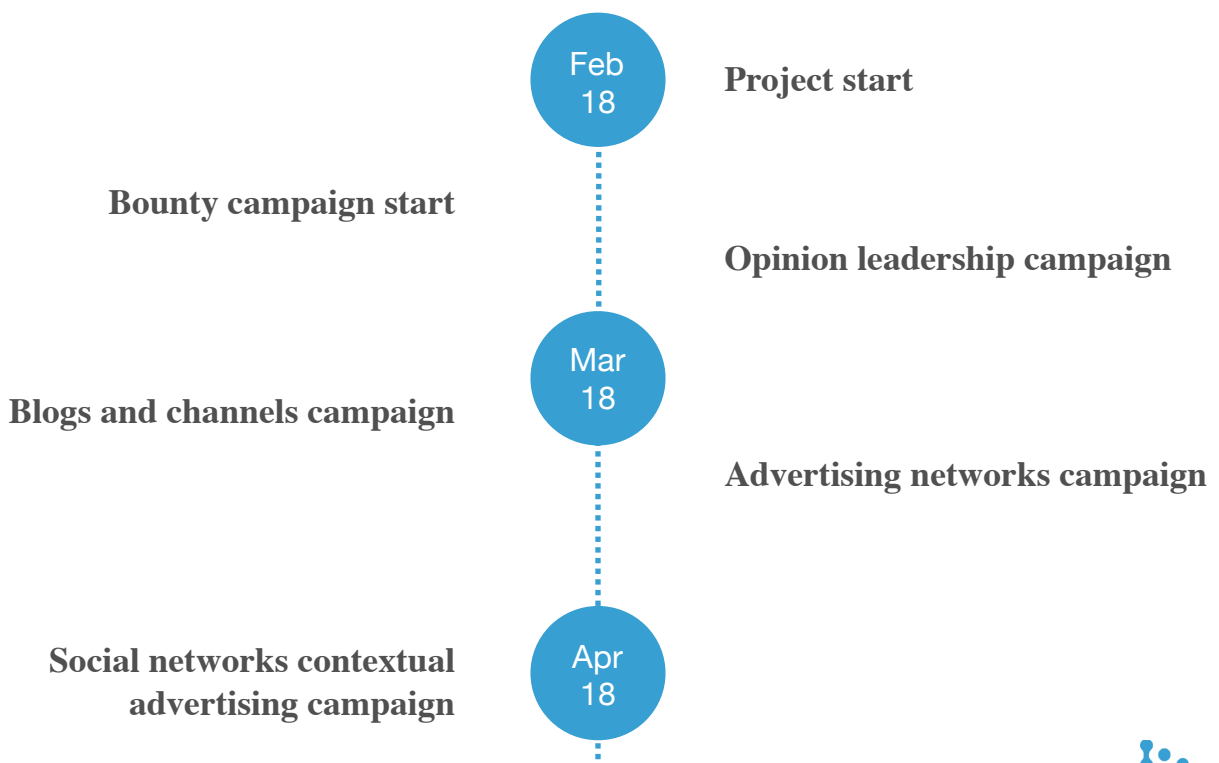 Feb
18
Project start
Bounty campaign start
Opinion leadership campaign
Mar
18
Blogs and channels campaign
Advertising networks campaign
Apr
18
Social networks contextual
advertising campaign